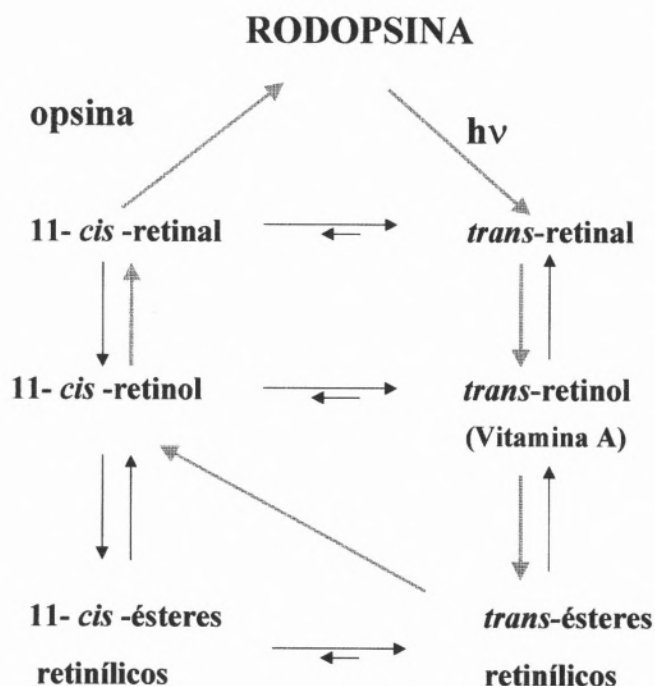 RODOPSINA
opsina
hν
11- cis -retinal
trans-retinal
11- cis -retinol
trans-retinol
(Vitamina A)
11- cis -ésteres
retinílicos
trans-ésteres
retinílicos